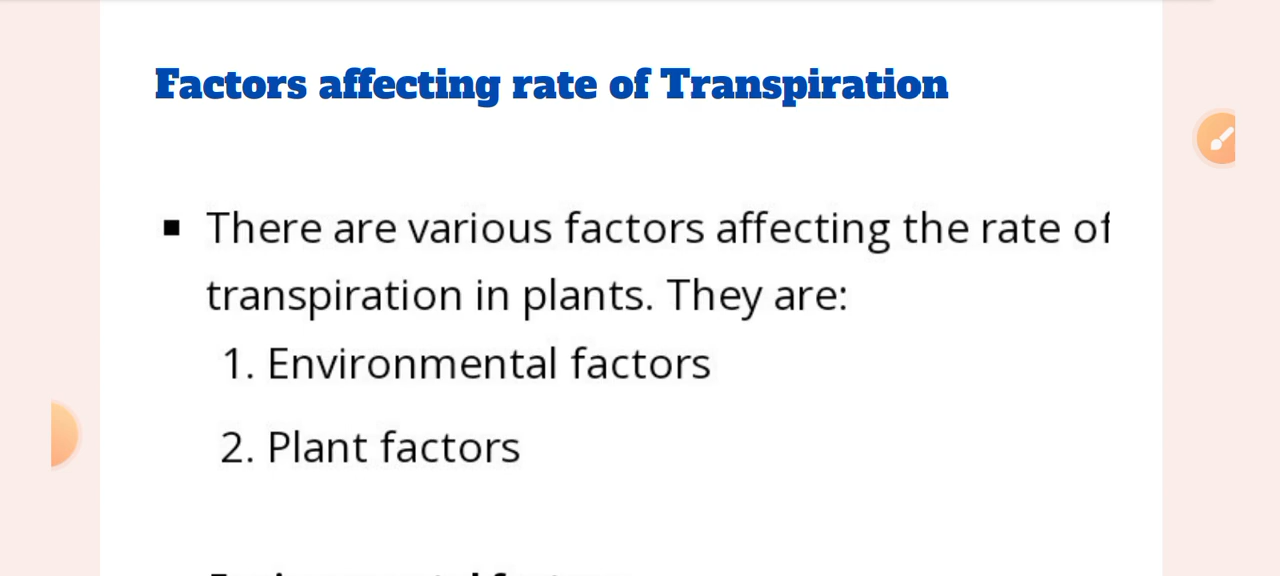 Factors affecting rate of Transpiration
▪ There are various factors affecting the rate of
transpiration in plants. They are:
1. Environmental factors
2. Plant factors